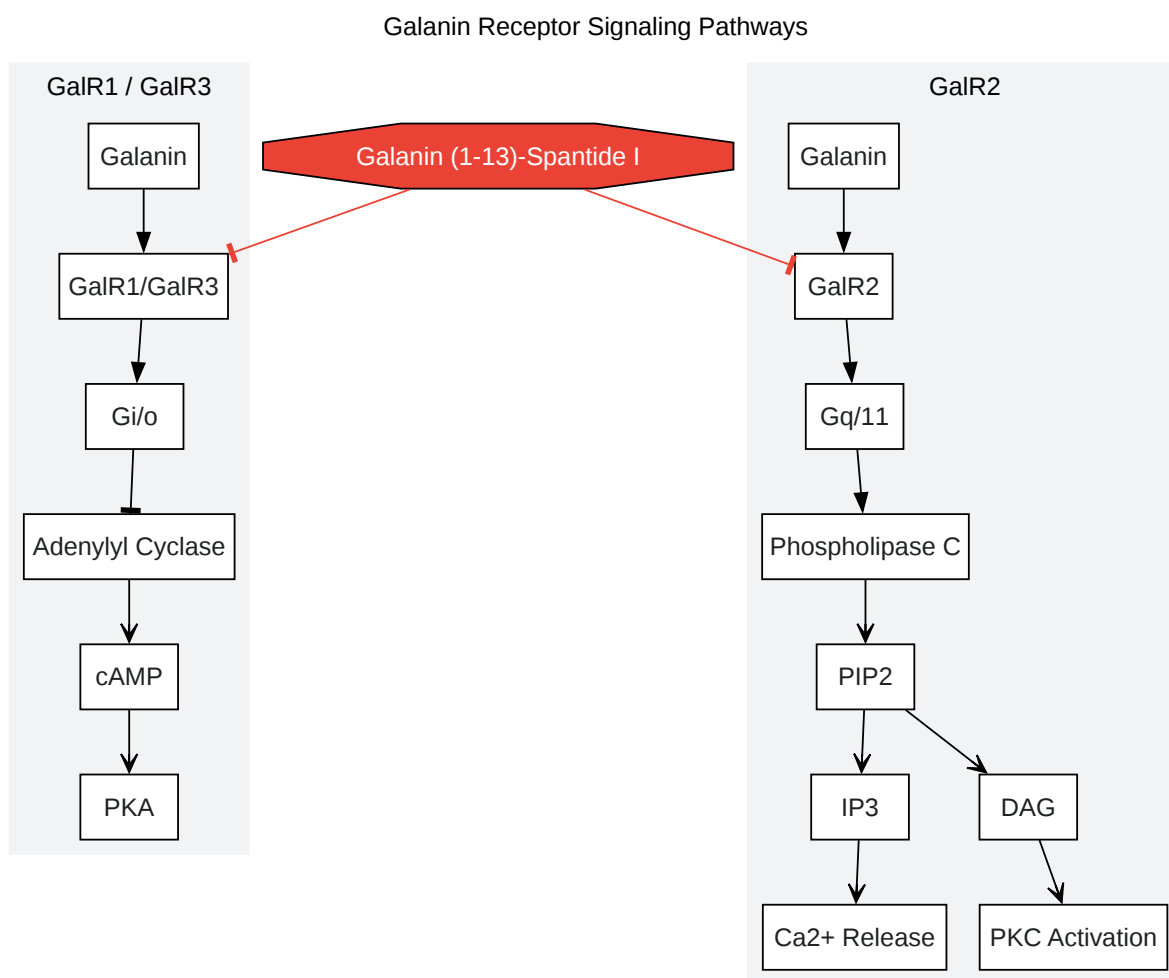 Galanin Receptor Signaling Pathways
GalR1 / GalR3
Galanin
GalR1/GalR3
Gi/o
Adenylyl Cyclase
cAMP
PKA
Galanin (1-13)-Spantide I
GalR2
Galanin
GalR2
Gq/11
Phospholipase C
PIP2
IP3
DAG
Ca2+ Release
PKC Activation